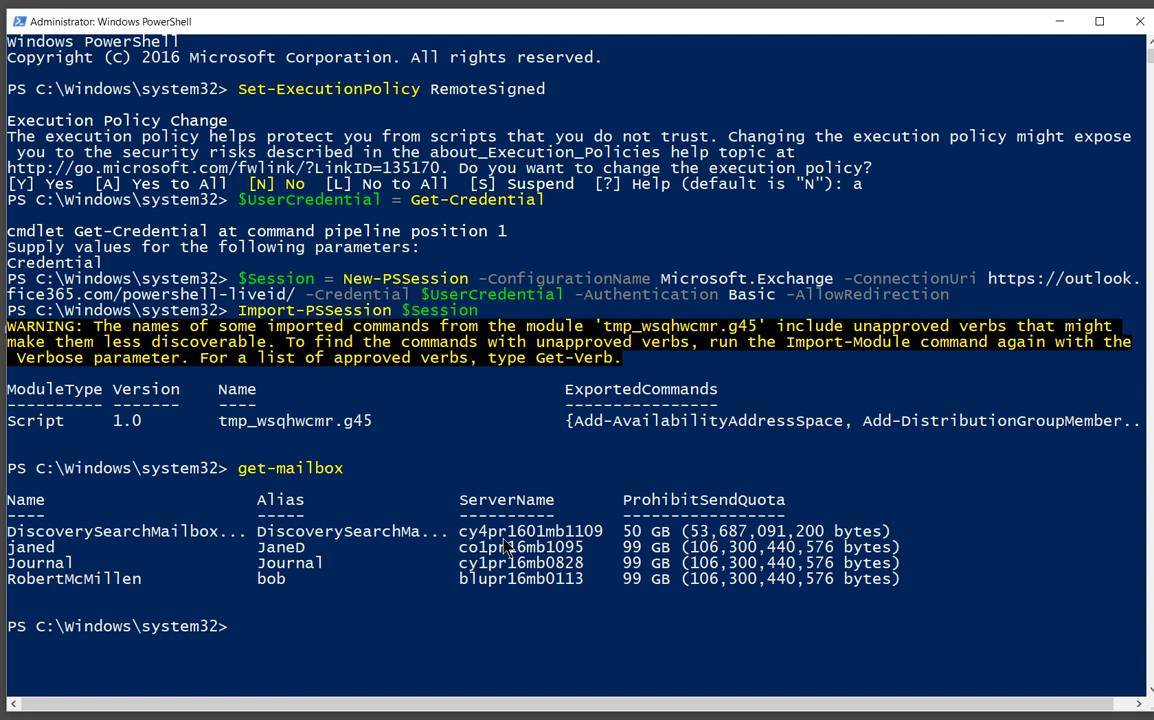 Administrator: Windows PowerShell
Windows PowerShell
Copyright (C) 2016 Microsoft Corporation. All rights reserved.
PS C:\Windows\system32> Set-ExecutionPolicy RemoteSigned
Execution Policy Change
The execution policy helps protect you from scripts that you do not trust. Changing the execution policy might expose
you to the security risks described in the about_Execution_Policies help topic at
http://go.microsoft.com/fwlink/?LinkID=135170. Do you want to change the execution policy?
[Y] Yes  [A] Yes to All  [N] No  [L] No to All  [S] Suspend  [?] Help (default is "N"): a
PS C:\Windows\system32> $UserCredential = Get-Credential
cmdlet Get-Credential at command pipeline position 1
Supply values for the following parameters:
Credential
PS C:\Windows\system32> $Session = New-PSSession -ConfigurationName Microsoft.Exchange -ConnectionUri https://outlook.
fice365.com/powershell-liveid/ -Credential $UserCredential -Authentication Basic -AllowRedirection
PS C:\Windows\system32> Import-PSSession $Session
WARNING: The names of some imported commands from the module 'tmp_wsqhwcmr.g45' include unapproved verbs that might
make them less discoverable. To find the commands with unapproved verbs, run the Import-Module command again with the
Verbose parameter. For a list of approved verbs, type Get-Verb.
ModuleType Version Name ExportedCommands
---------- ------- ---- ----------------
Script 1.0 tmp_wsqhwcmr.g45 {Add-AvailabilityAddressSpace, Add-DistributionGroupMember..
PS C:\Windows\system32> get-mailbox
Name Alias ServerName ProhibitSendQuota
---- ----- ---------- -----------------
DiscoverySearchMailbox... DiscoverySearchMa... cy4pr1601mb1109 50 GB (53,687,091,200 bytes)
janed JaneD co1pr16mb1095 99 GB (106,300,440,576 bytes)
Journal Journal cy1pr16mb0828 99 GB (106,300,440,576 bytes)
RobertMcMillen bob blupr16mb0113 99 GB (106,300,440,576 bytes)
PS C:\Windows\system32>